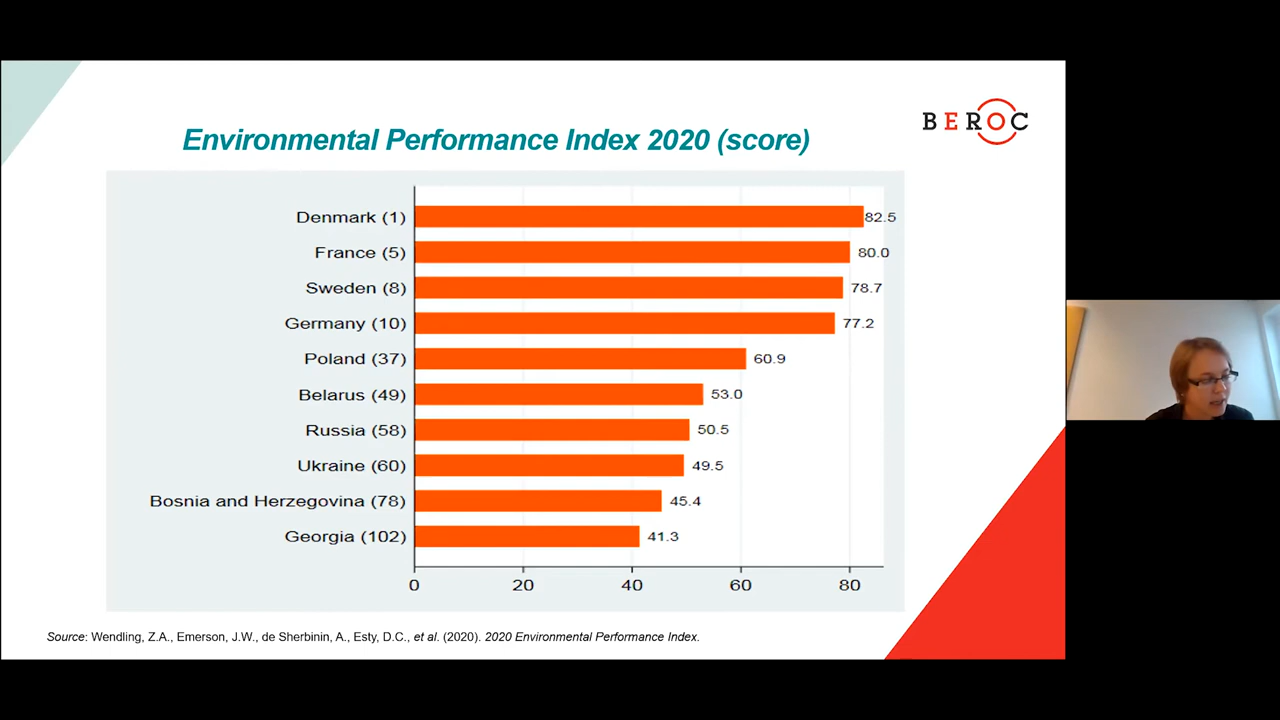 BEROC
Environmental Performance Index 2020 (score)
Denmark (1) 82.5
France (5) 80.0
Sweden (8) 78.7
Germany (10) 77.2
Poland (37) 60.9
Belarus (49) 53.0
Russia (58) 50.5
Ukraine (60) 49.5
Bosnia and Herzegovina (78) 45.4
Georgia (102) 41.3
0 20 40 60 80
Source: Wendling, Z.A., Emerson, J.W., de Sherbinin, A., Esty, D.C., et al. (2020). 2020 Environmental Performance Index.